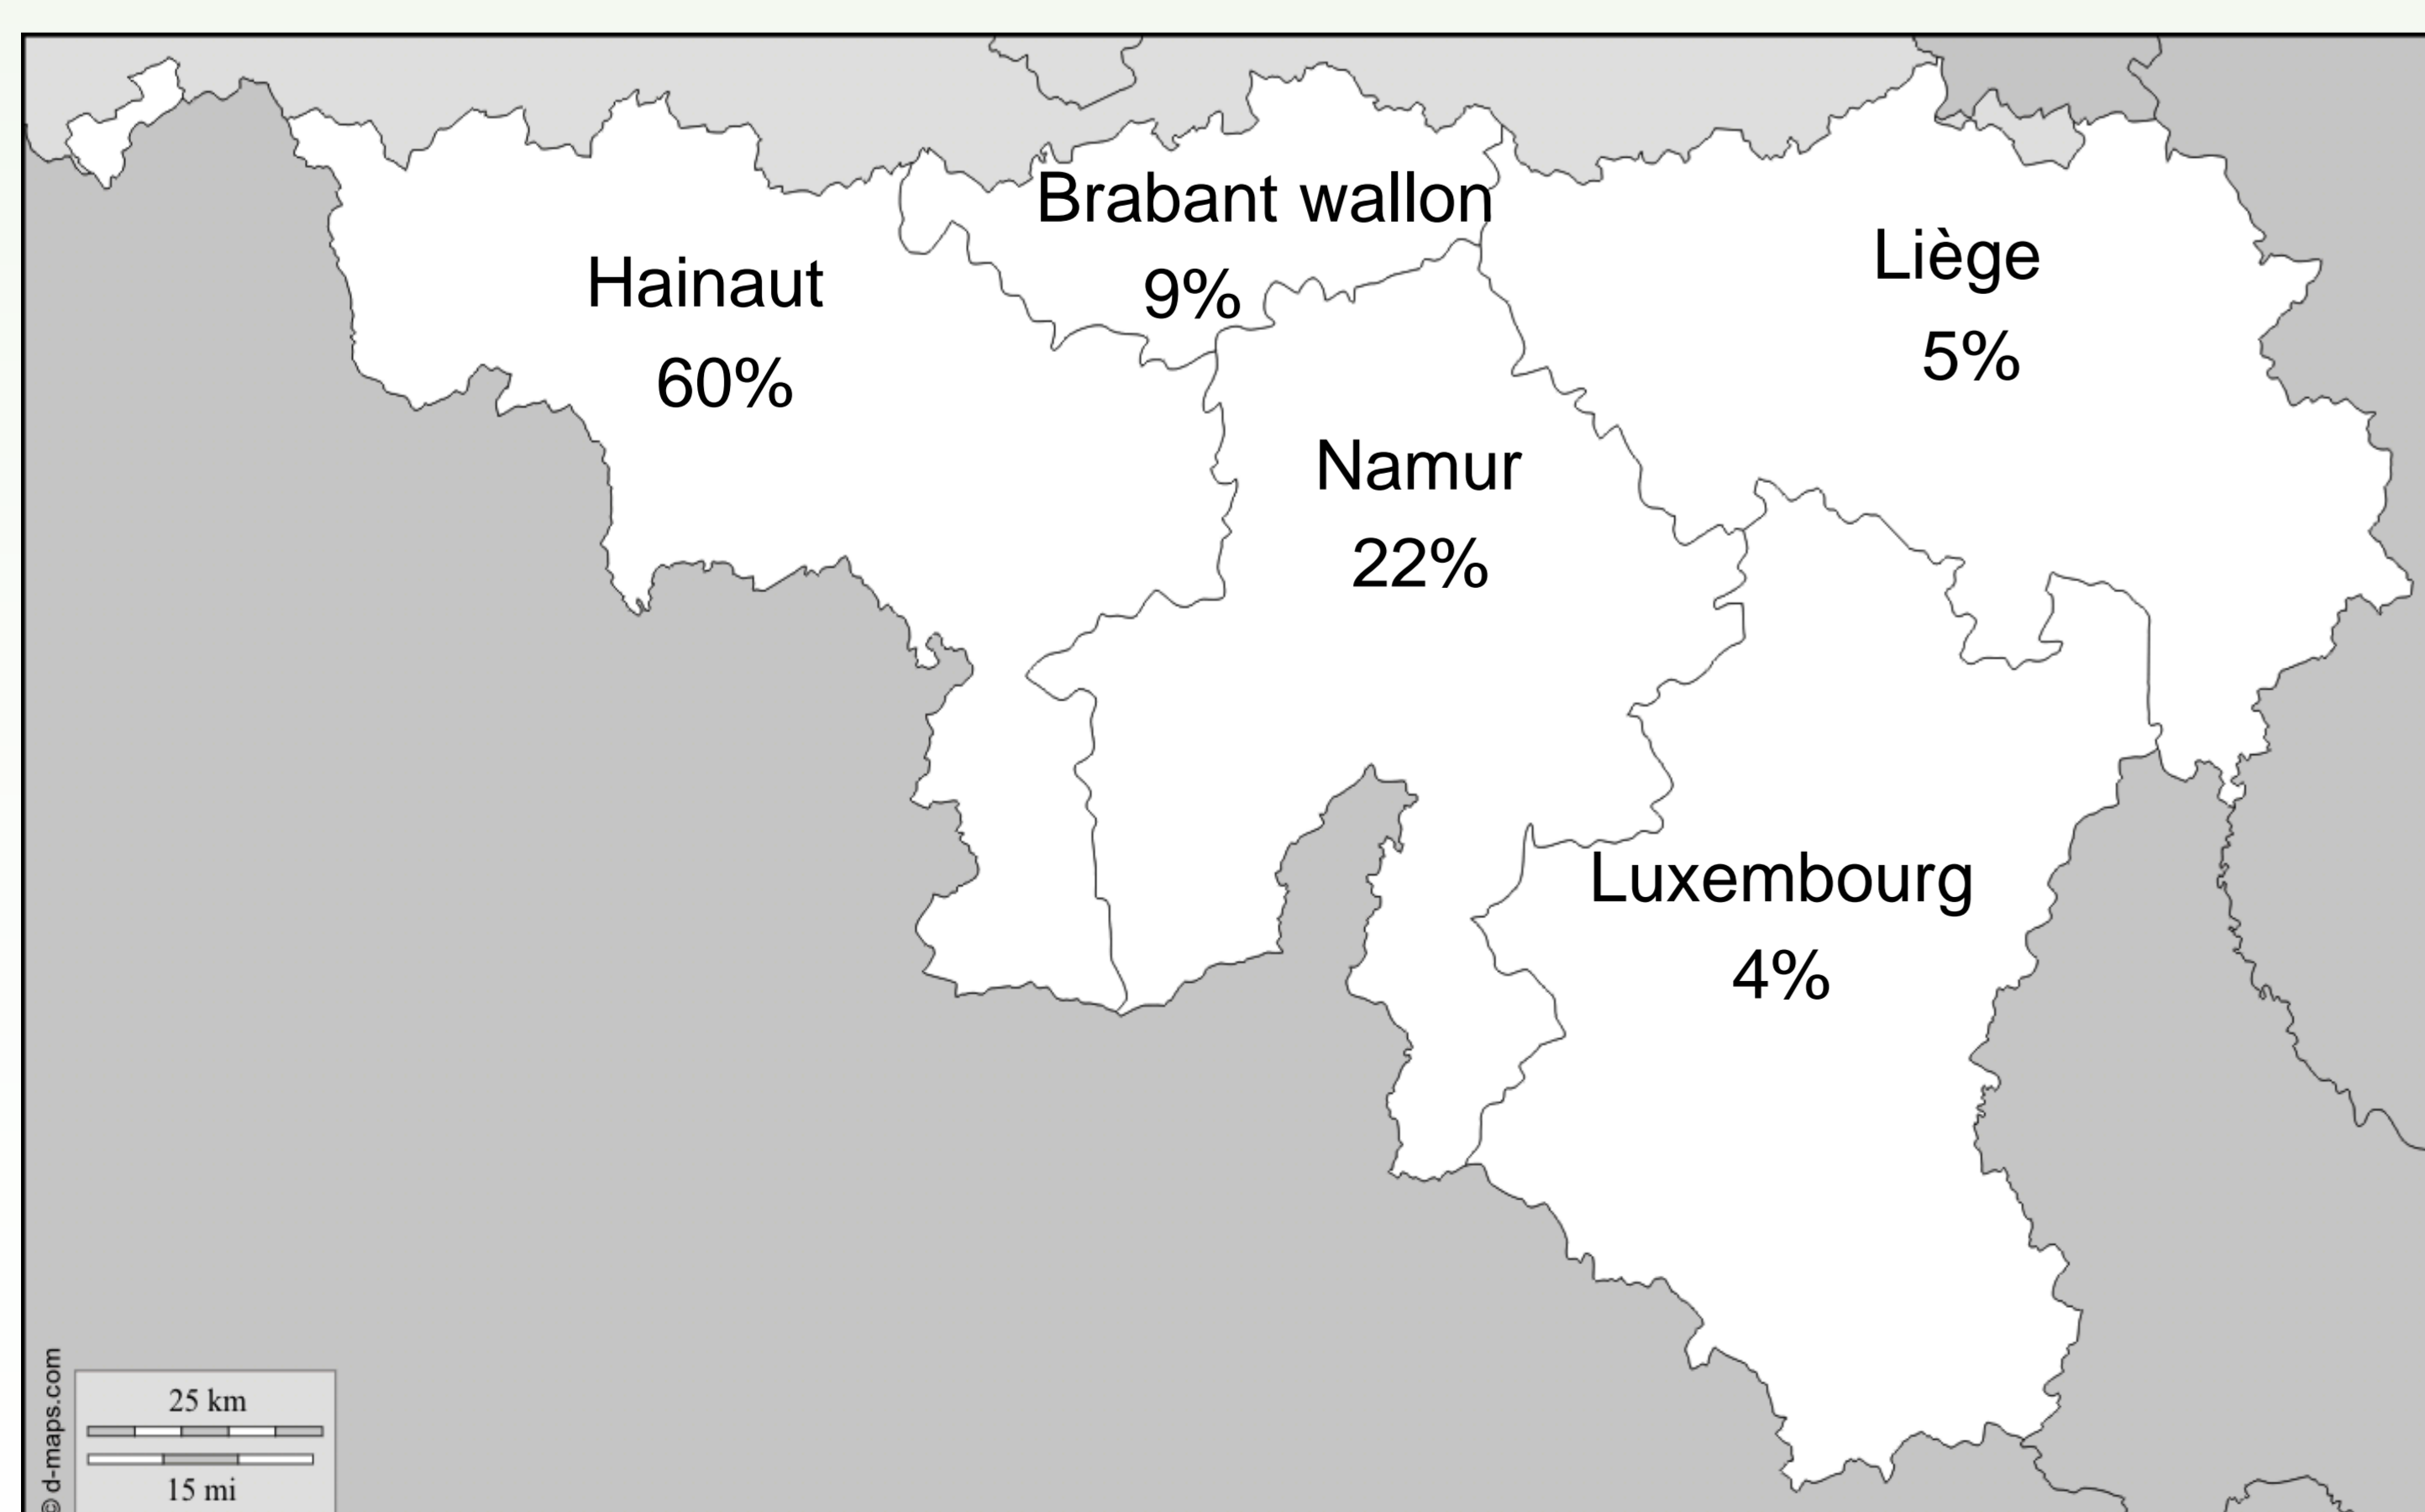 Brabant wallon
9%
Hainaut
60%
Liège
5%
Namur
22%
Luxembourg
4%
25 km
15 mi
© d-maps.com